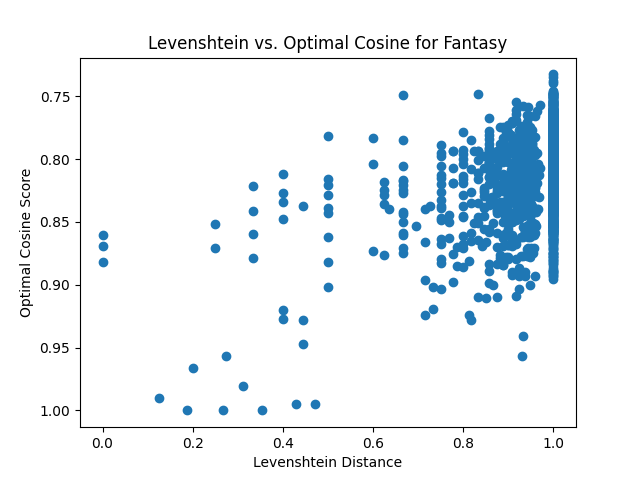 Levenshtein vs. Optimal Cosine for Fantasy
Optimal Cosine Score
0.75
0.80
0.85
0.90
0.95
1.00
0.0 0.2 0.4 0.6 0.8 1.0
Levenshtein Distance